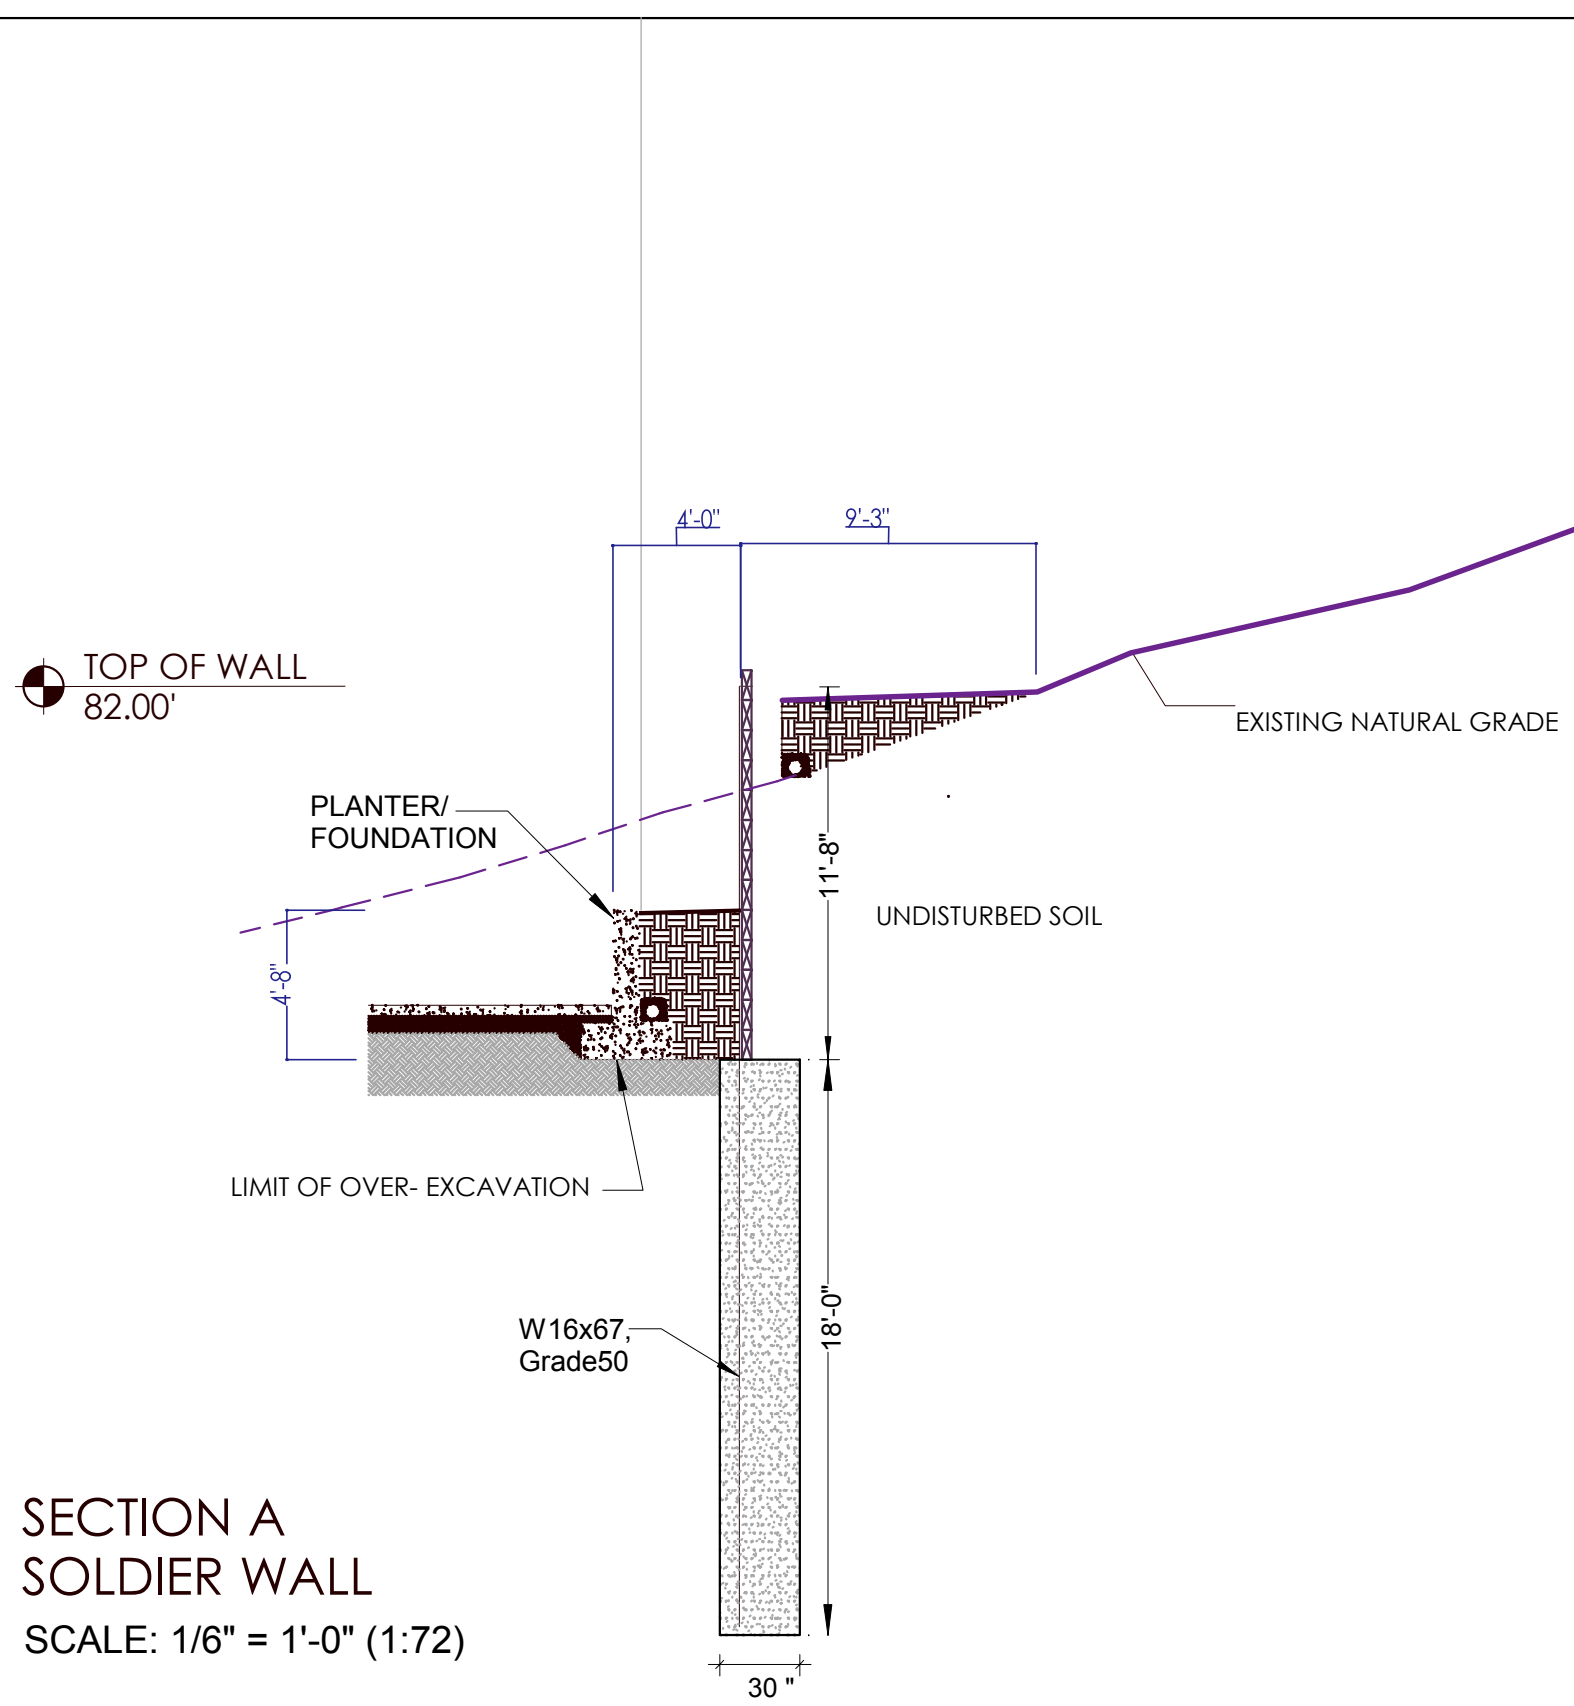 4'-0"
9'-3"
TOP OF WALL
82.00'
EXISTING NATURAL GRADE
PLANTER/
FOUNDATION
11'-8"
UNDISTURBED SOIL
4'-8"
LIMIT OF OVER- EXCAVATION
W16x67,
Grade50
18'-0"
SECTION A
SOLDIER WALL
SCALE: 1/6" = 1'-0" (1:72)
30 "